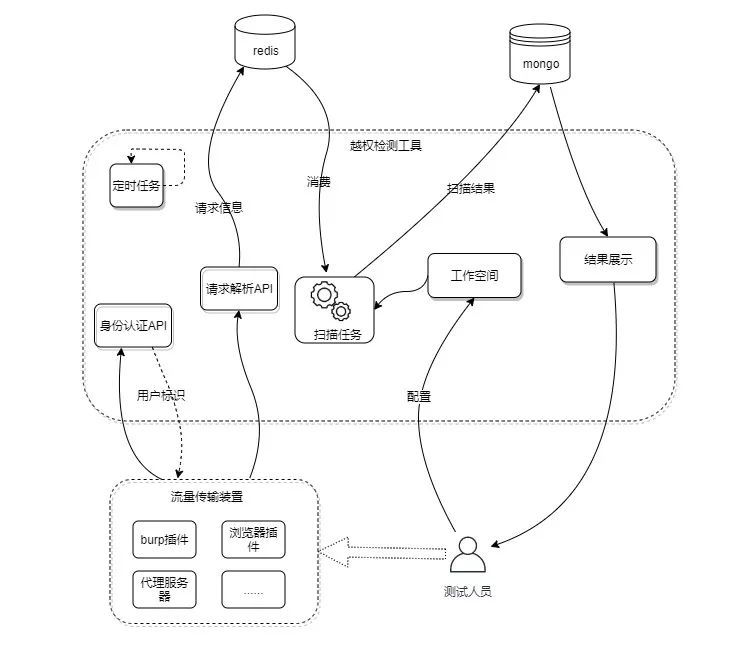 redis
mongo
越权检测工具
定时任务
消费
扫描结果
请求信息
结果展示
工作空间
请求解析API
身份认证API
扫描任务
用户标识
配置
流量传输装置
burp插件
浏览器插
件
代理服务
器
......
测试人员